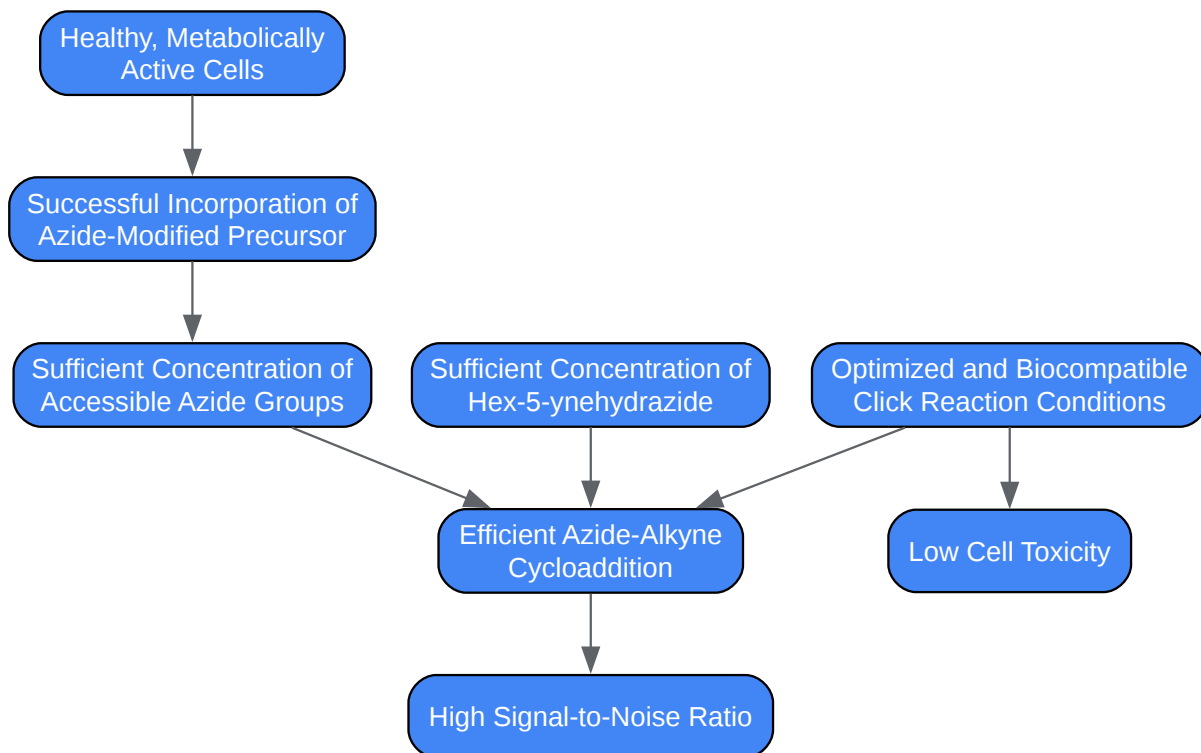 Healthy, Metabolically
Active Cells
Successful Incorporation of
Azide-Modified Precursor
Sufficient Concentration of
Accessible Azide Groups
Sufficient Concentration of
Hex-5-ynehydrazide
Optimized and Biocompatible
Click Reaction Conditions
Efficient Azide-Alkyne
Cycloaddition
Low Cell Toxicity
High Signal-to-Noise Ratio